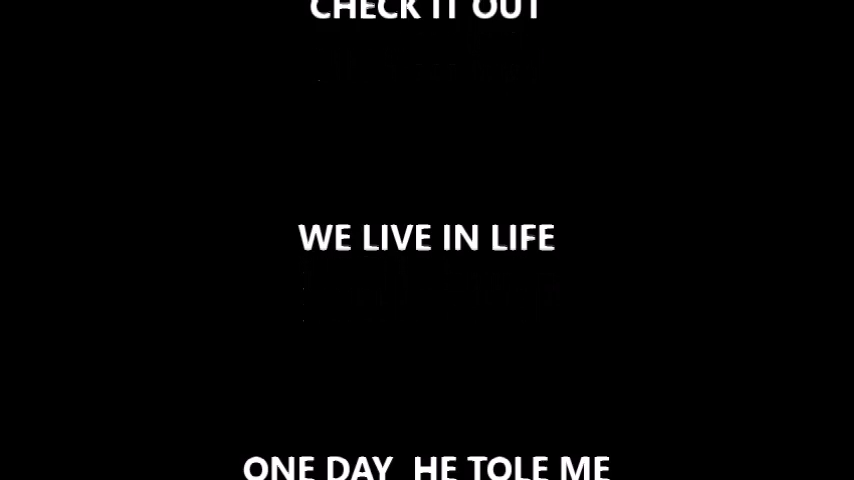 CHECK IT OUT
WE LIVE IN LIFE
ONE DAY  HE TOLE ME